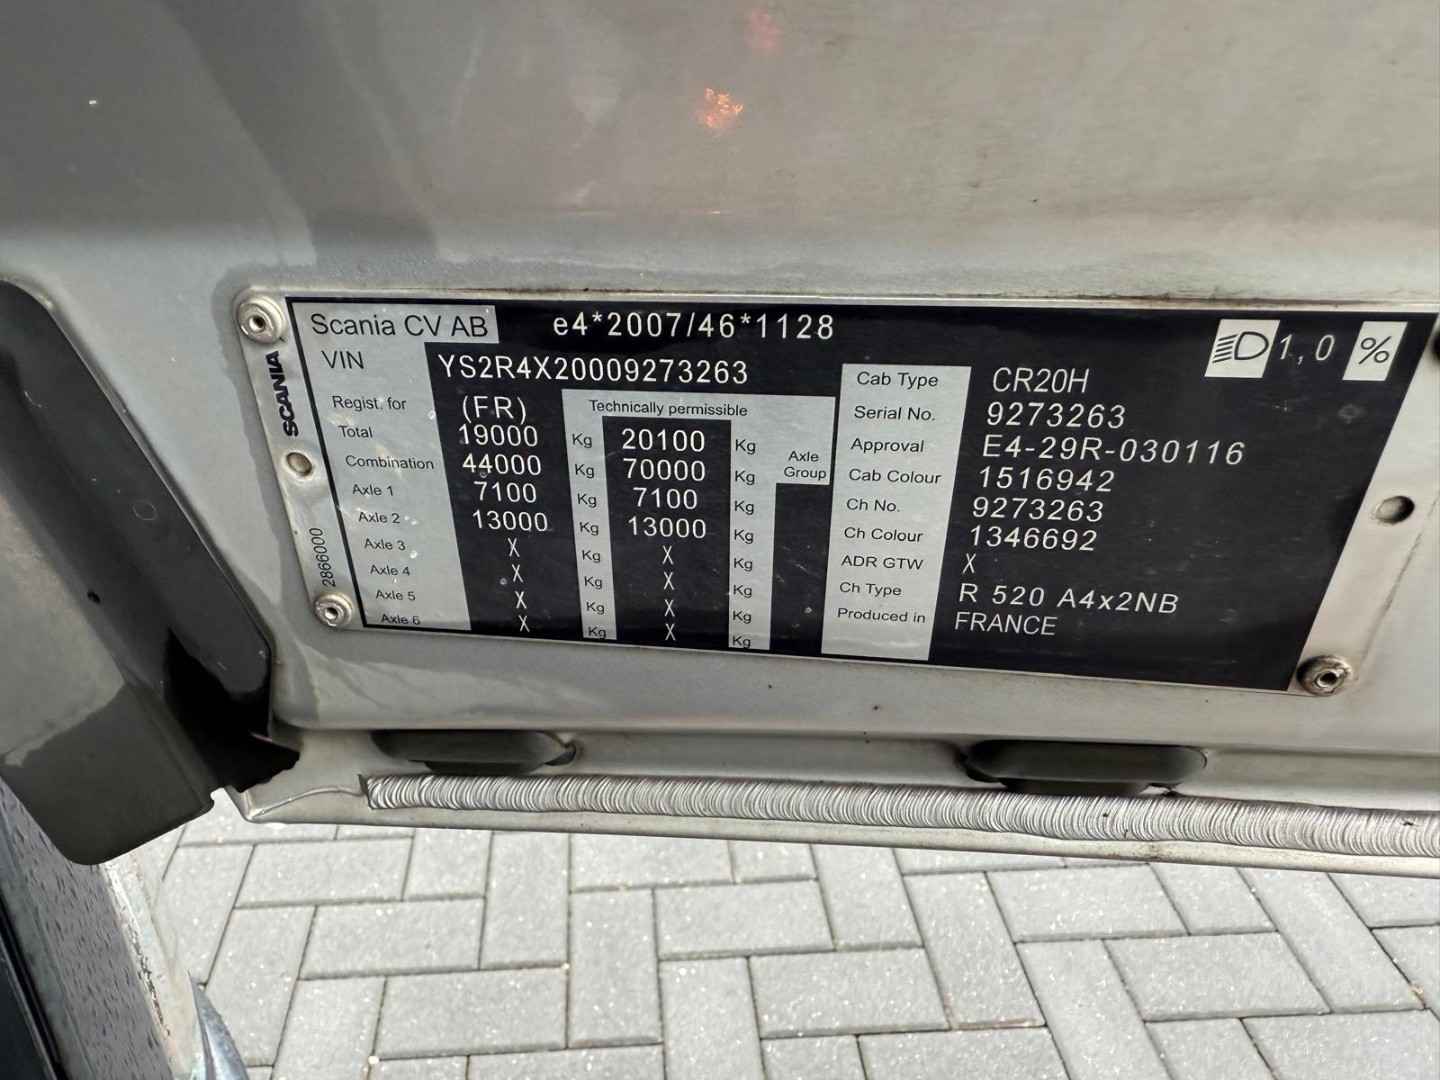 Scania CV AB e4*2007/46*1128 1,0 %
VIN YS2R4X20009273263
Regist. for (FR) Technically permissible
Total 19000 Kg 20100 Kg Axle Group
Combination 44000 Kg 70000 Kg
Axle 1 7100 Kg 7100 Kg
Axle 2 13000 Kg 13000 Kg
Axle 3 X Kg X Kg
Axle 4 X Kg X Kg
Axle 5 X Kg X Kg
Axle 6 X Kg X Kg
Cab Type CR20H
Serial No. 9273263
Approval E4-29R-030116
Cab Colour 1516942
Ch No. 9273263
Ch Colour 1346692
ADR GTW X
Ch Type R 520 A4x2NB
Produced in FRANCE
SCANIA
2866000